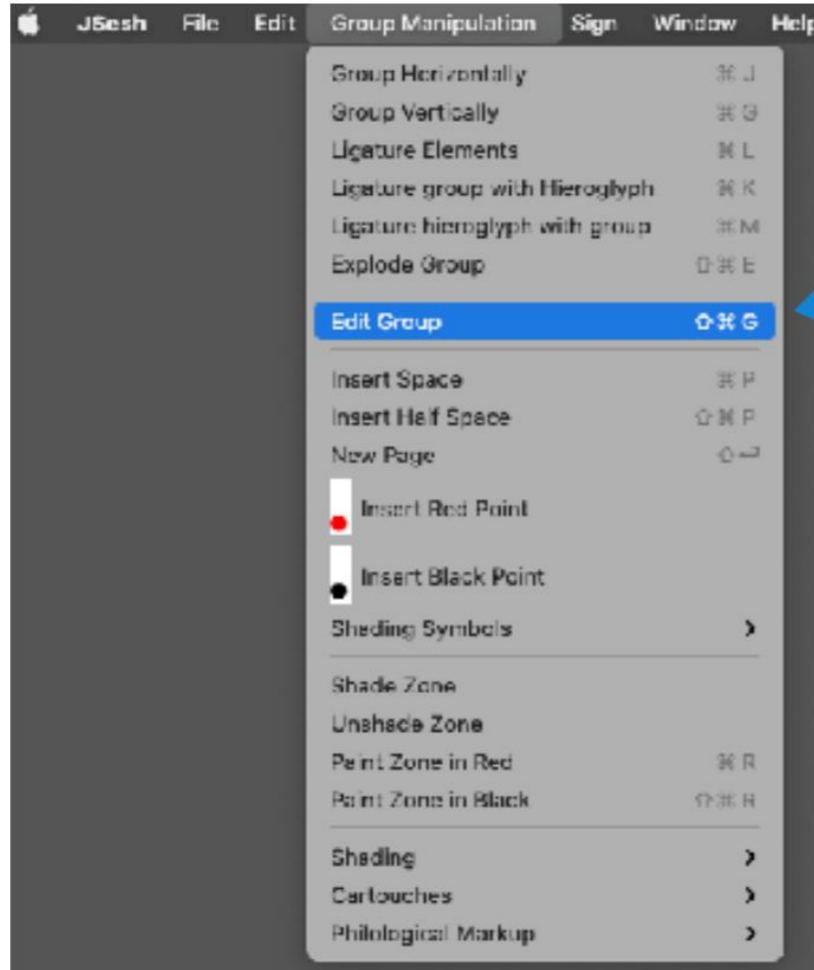 JSesh File Edit Group Manipulation Sign Window Help
Group Horizontally ⌘ J
Group Vertically ⌘ G
Ligature Elements ⌘ L
Ligature group with Hieroglyph ⌘ K
Ligature hieroglyph with group ⌘ M
Explode Group ⇧ ⌘ E
Edit Group ⇧ ⌘ G
Insert Space ⌘ P
Insert Half Space ⇧ ⌘ P
New Page ⇧ ↩
Insert Red Point
Insert Black Point
Shading Symbols
Shade Zone
Unshade Zone
Paint Zone in Red ⌘ R
Paint Zone in Black ⇧ ⌘ R
Shading
Cartouches
Philological Markup